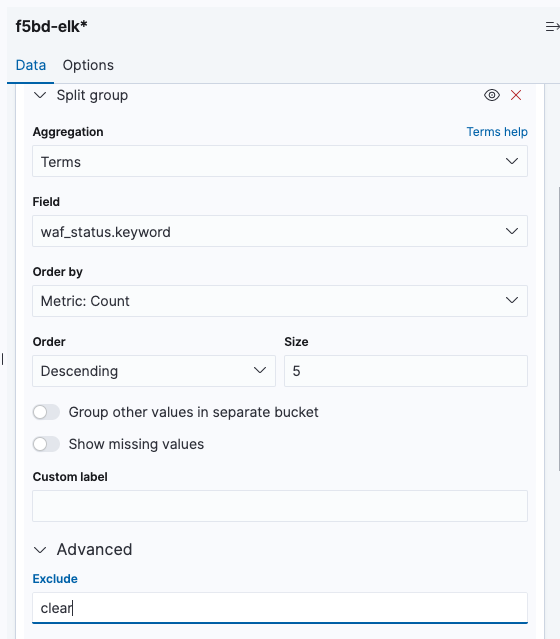 f5bd-elk*
Data Options
Split group
Aggregation Terms help
Terms
Field
waf_status.keyword
Order by
Metric: Count
Order Size
Descending 5
Group other values in separate bucket
Show missing values
Custom label
Advanced
Exclude
clear